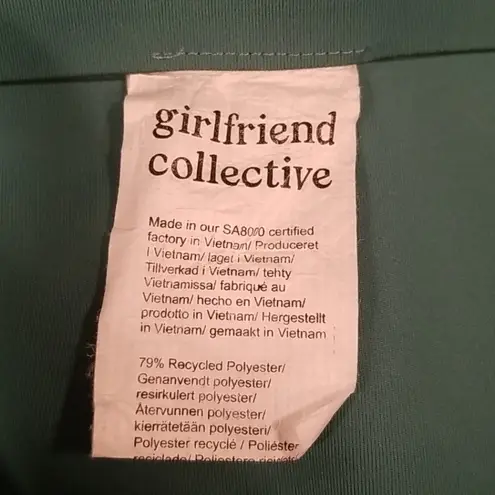 girlfriend
collective
Made in our SA8000 certified
factory in Vietnam/ Produceret
i Vietnam/ laget i Vietnam/
Tillverkad i Vietnam/ tehty
Vietnamissa/ fabriqué au
Vietnam/ hecho en Vietnam/
prodotto in Vietnam/ Hergestellt
in Vietnam/ gemaakt in Vietnam
79% Recycled Polyester/
Genanvendt polyester/
resirkulert polyester/
Återvunnen polyester/
kierrätetään polyesteri/
Polyester recyclé / Poliéster
reciclado/ Poliestere